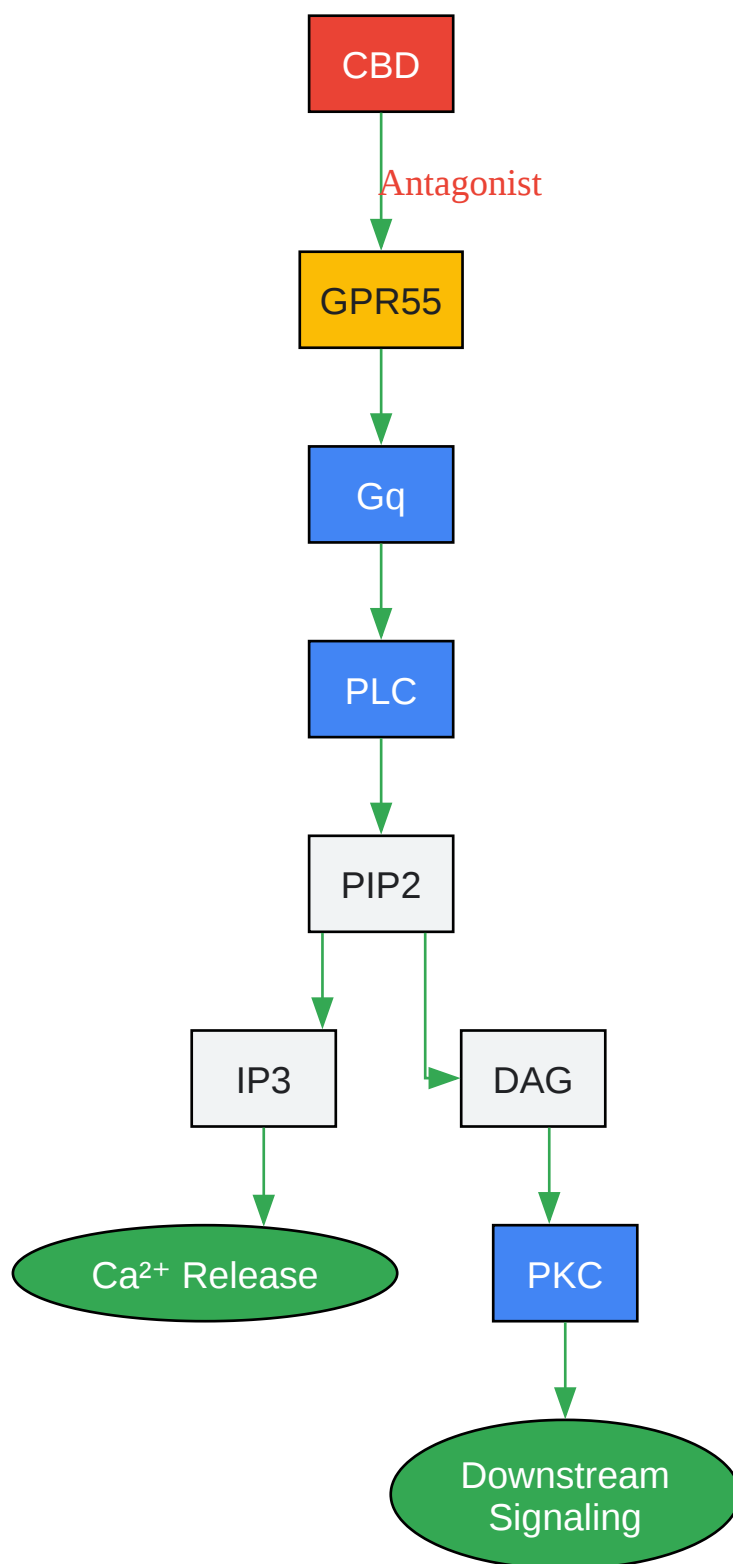 CBD
Antagonist
GPR55
Gq
PLC
PIP2
IP3
DAG
Ca²⁺ Release
PKC
Downstream
Signaling